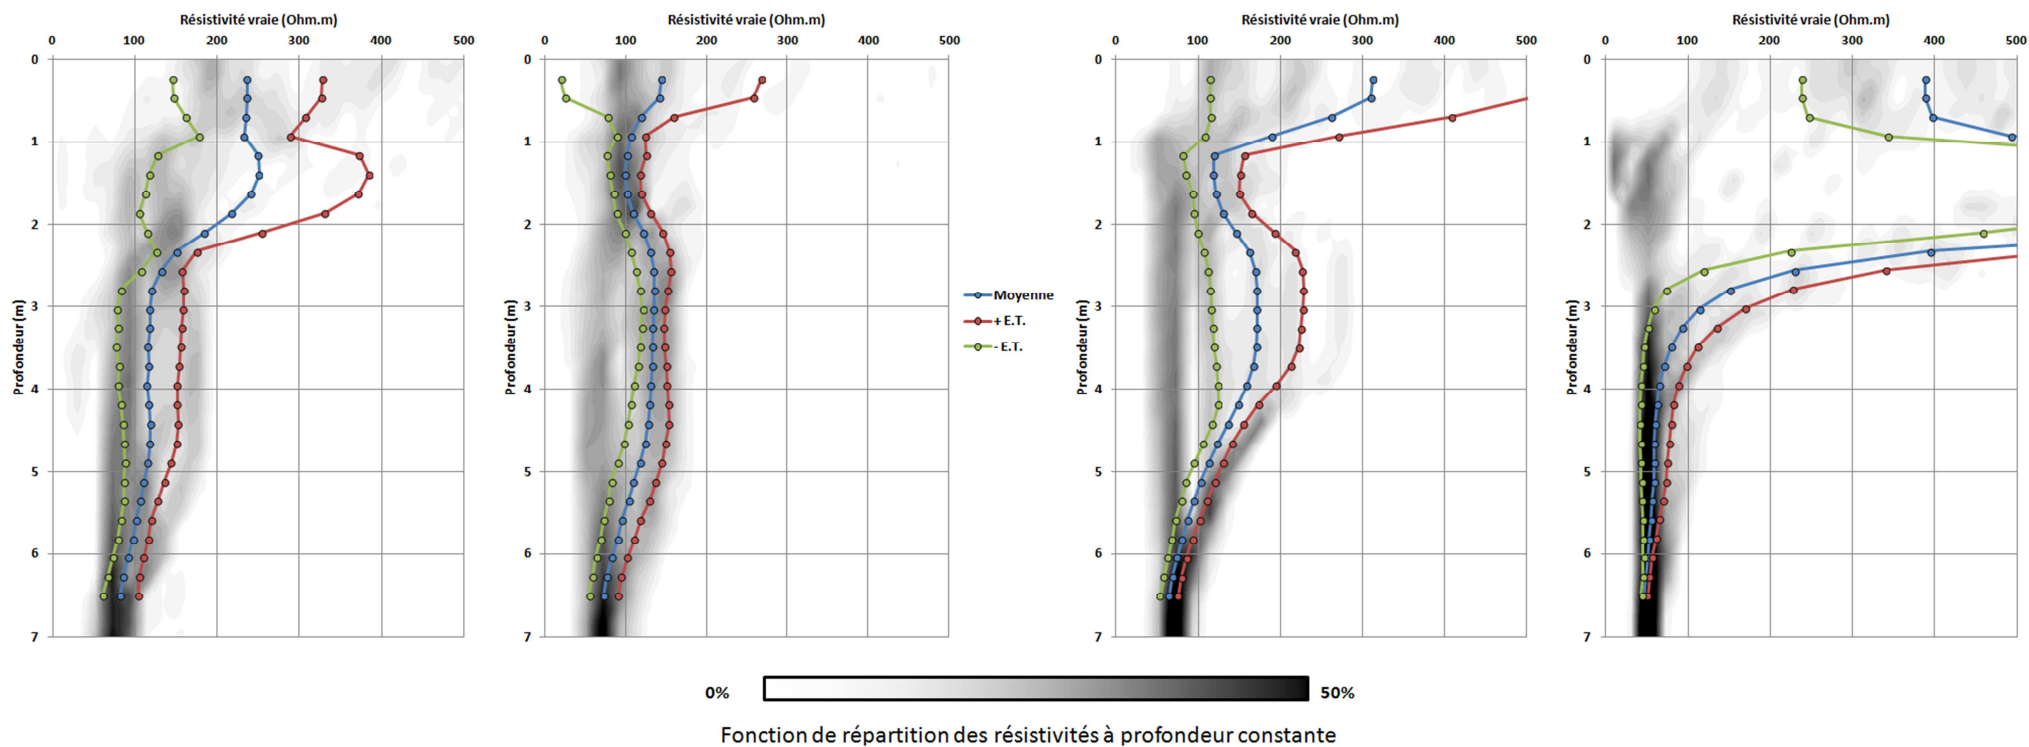 Résistivité vraie (Ohm.m)
0 100 200 300 400 500
Profondeur (m)
0
1
2
3
4
5
6
7
Résistivité vraie (Ohm.m)
0 100 200 300 400 500
Profondeur (m)
0
1
2
3
4
5
6
7
Moyenne
+ E.T.
- E.T.
Résistivité vraie (Ohm.m)
0 100 200 300 400 500
Profondeur (m)
0
1
2
3
4
5
6
7
Résistivité vraie (Ohm.m)
0 100 200 300 400 500
Profondeur (m)
0
1
2
3
4
5
6
7
0% 50%
Fonction de répartition des résistivités à profondeur constante